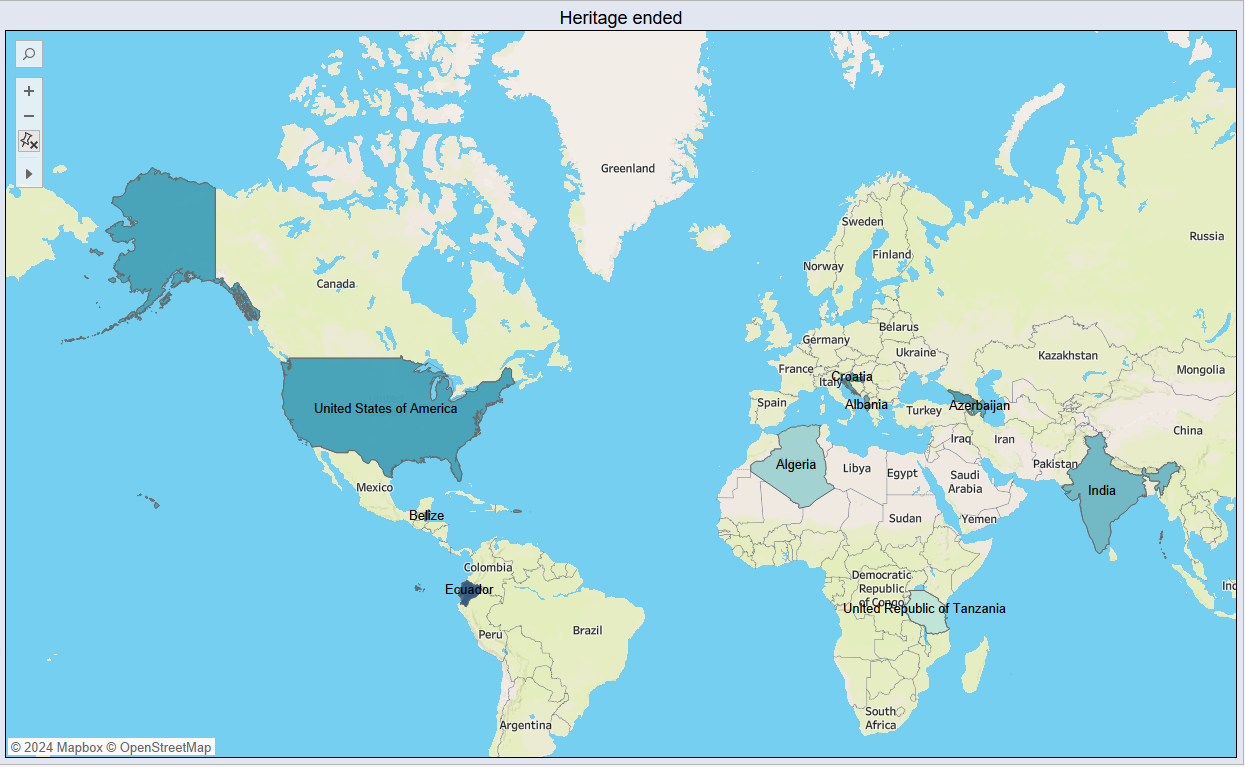 Heritage ended
Greenland
Sweden
Finland
Norway
Russia
Canada
Belarus
Germany
Ukraine
Kazakhstan
France
Croatia
Italy
Mongolia
Spain
Albania
Turkey
Azerbaijan
United States of America
China
Iraq
Iran
Algeria
Libya
Egypt
Pakistan
Saudi
Arabia
Mexico
India
Belize
Sudan
Yemen
Colombia
Democratic
Republic
of Congo
Ecuador
United Republic of Tanzania
Peru
Brazil
South
Africa
Argentina
© 2024 Mapbox © OpenStreetMap